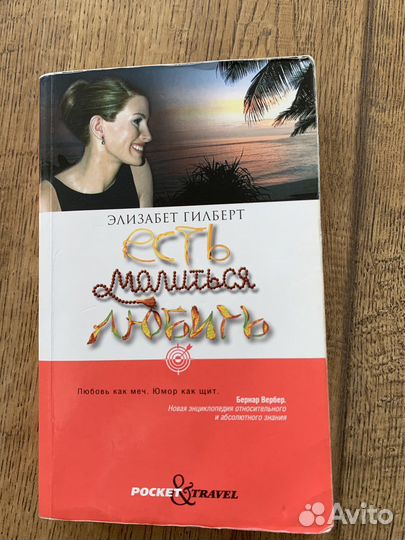 ЭЛИЗАБЕТ ГИЛБЕРТ
есть
молиться
любить
Любовь как меч. Юмор как щит.
Бернар Вербер.
Новая энциклопедия относительного
и абсолютного знания
POCKET&TRAVEL
Avito